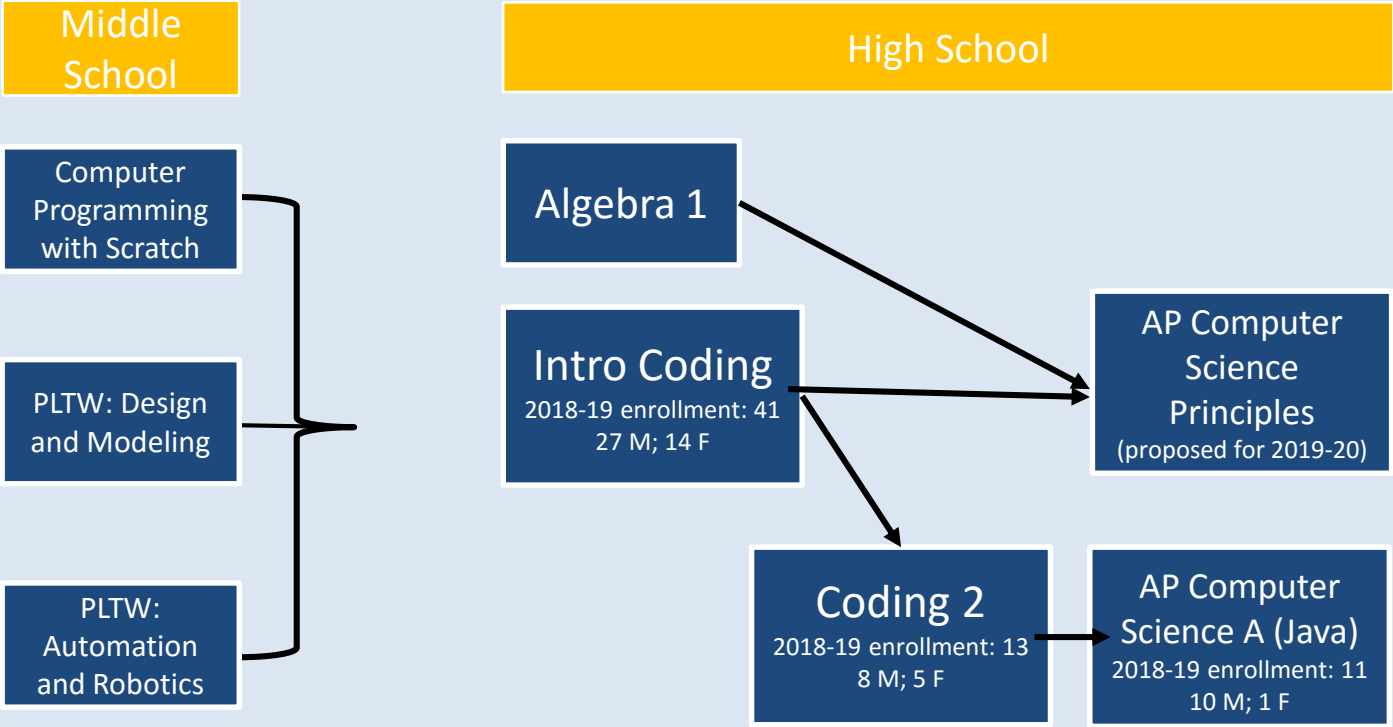 Middle
School
High School
Computer
Programming
with Scratch
PLTW: Design
and Modeling
PLTW:
Automation
and Robotics
Algebra 1
Intro Coding
2018-19 enrollment: 41
27 M; 14 F
AP Computer
Science
Principles
(proposed for 2019-20)
Coding 2
2018-19 enrollment: 13
8 M; 5 F
AP Computer
Science A (Java)
2018-19 enrollment: 11
10 M; 1 F